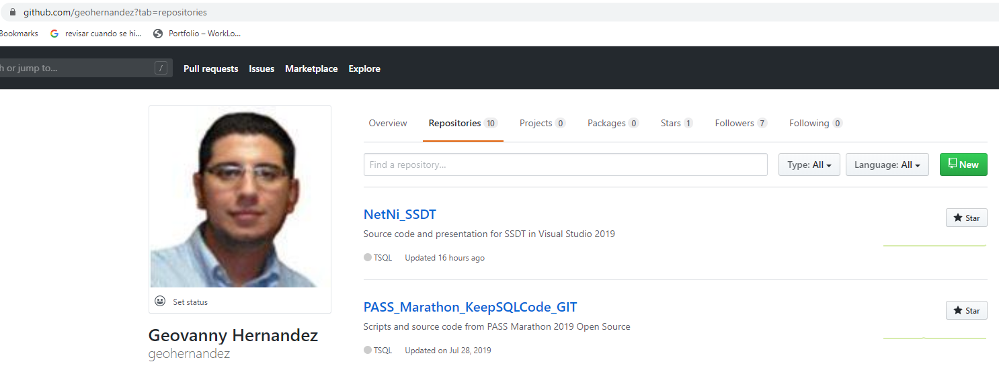 github.com/geohernandez?tab=repositories
Bookmarks revisar cuando se hi... Portfolio – WorkLo...
h or jump to... / Pull requests Issues Marketplace Explore
Overview Repositories 10 Projects 0 Packages 0 Stars 1 Followers 7 Following 0
Find a repository... Type: All Language: All New
NetNi_SSDT
Star
Source code and presentation for SSDT in Visual Studio 2019
TSQL Updated 16 hours ago
Set status
PASS_Marathon_KeepSQLCode_GIT
Star
Scripts and source code from PASS Marathon 2019 Open Source
TSQL Updated on Jul 28, 2019
Geovanny Hernandez
geohernandez